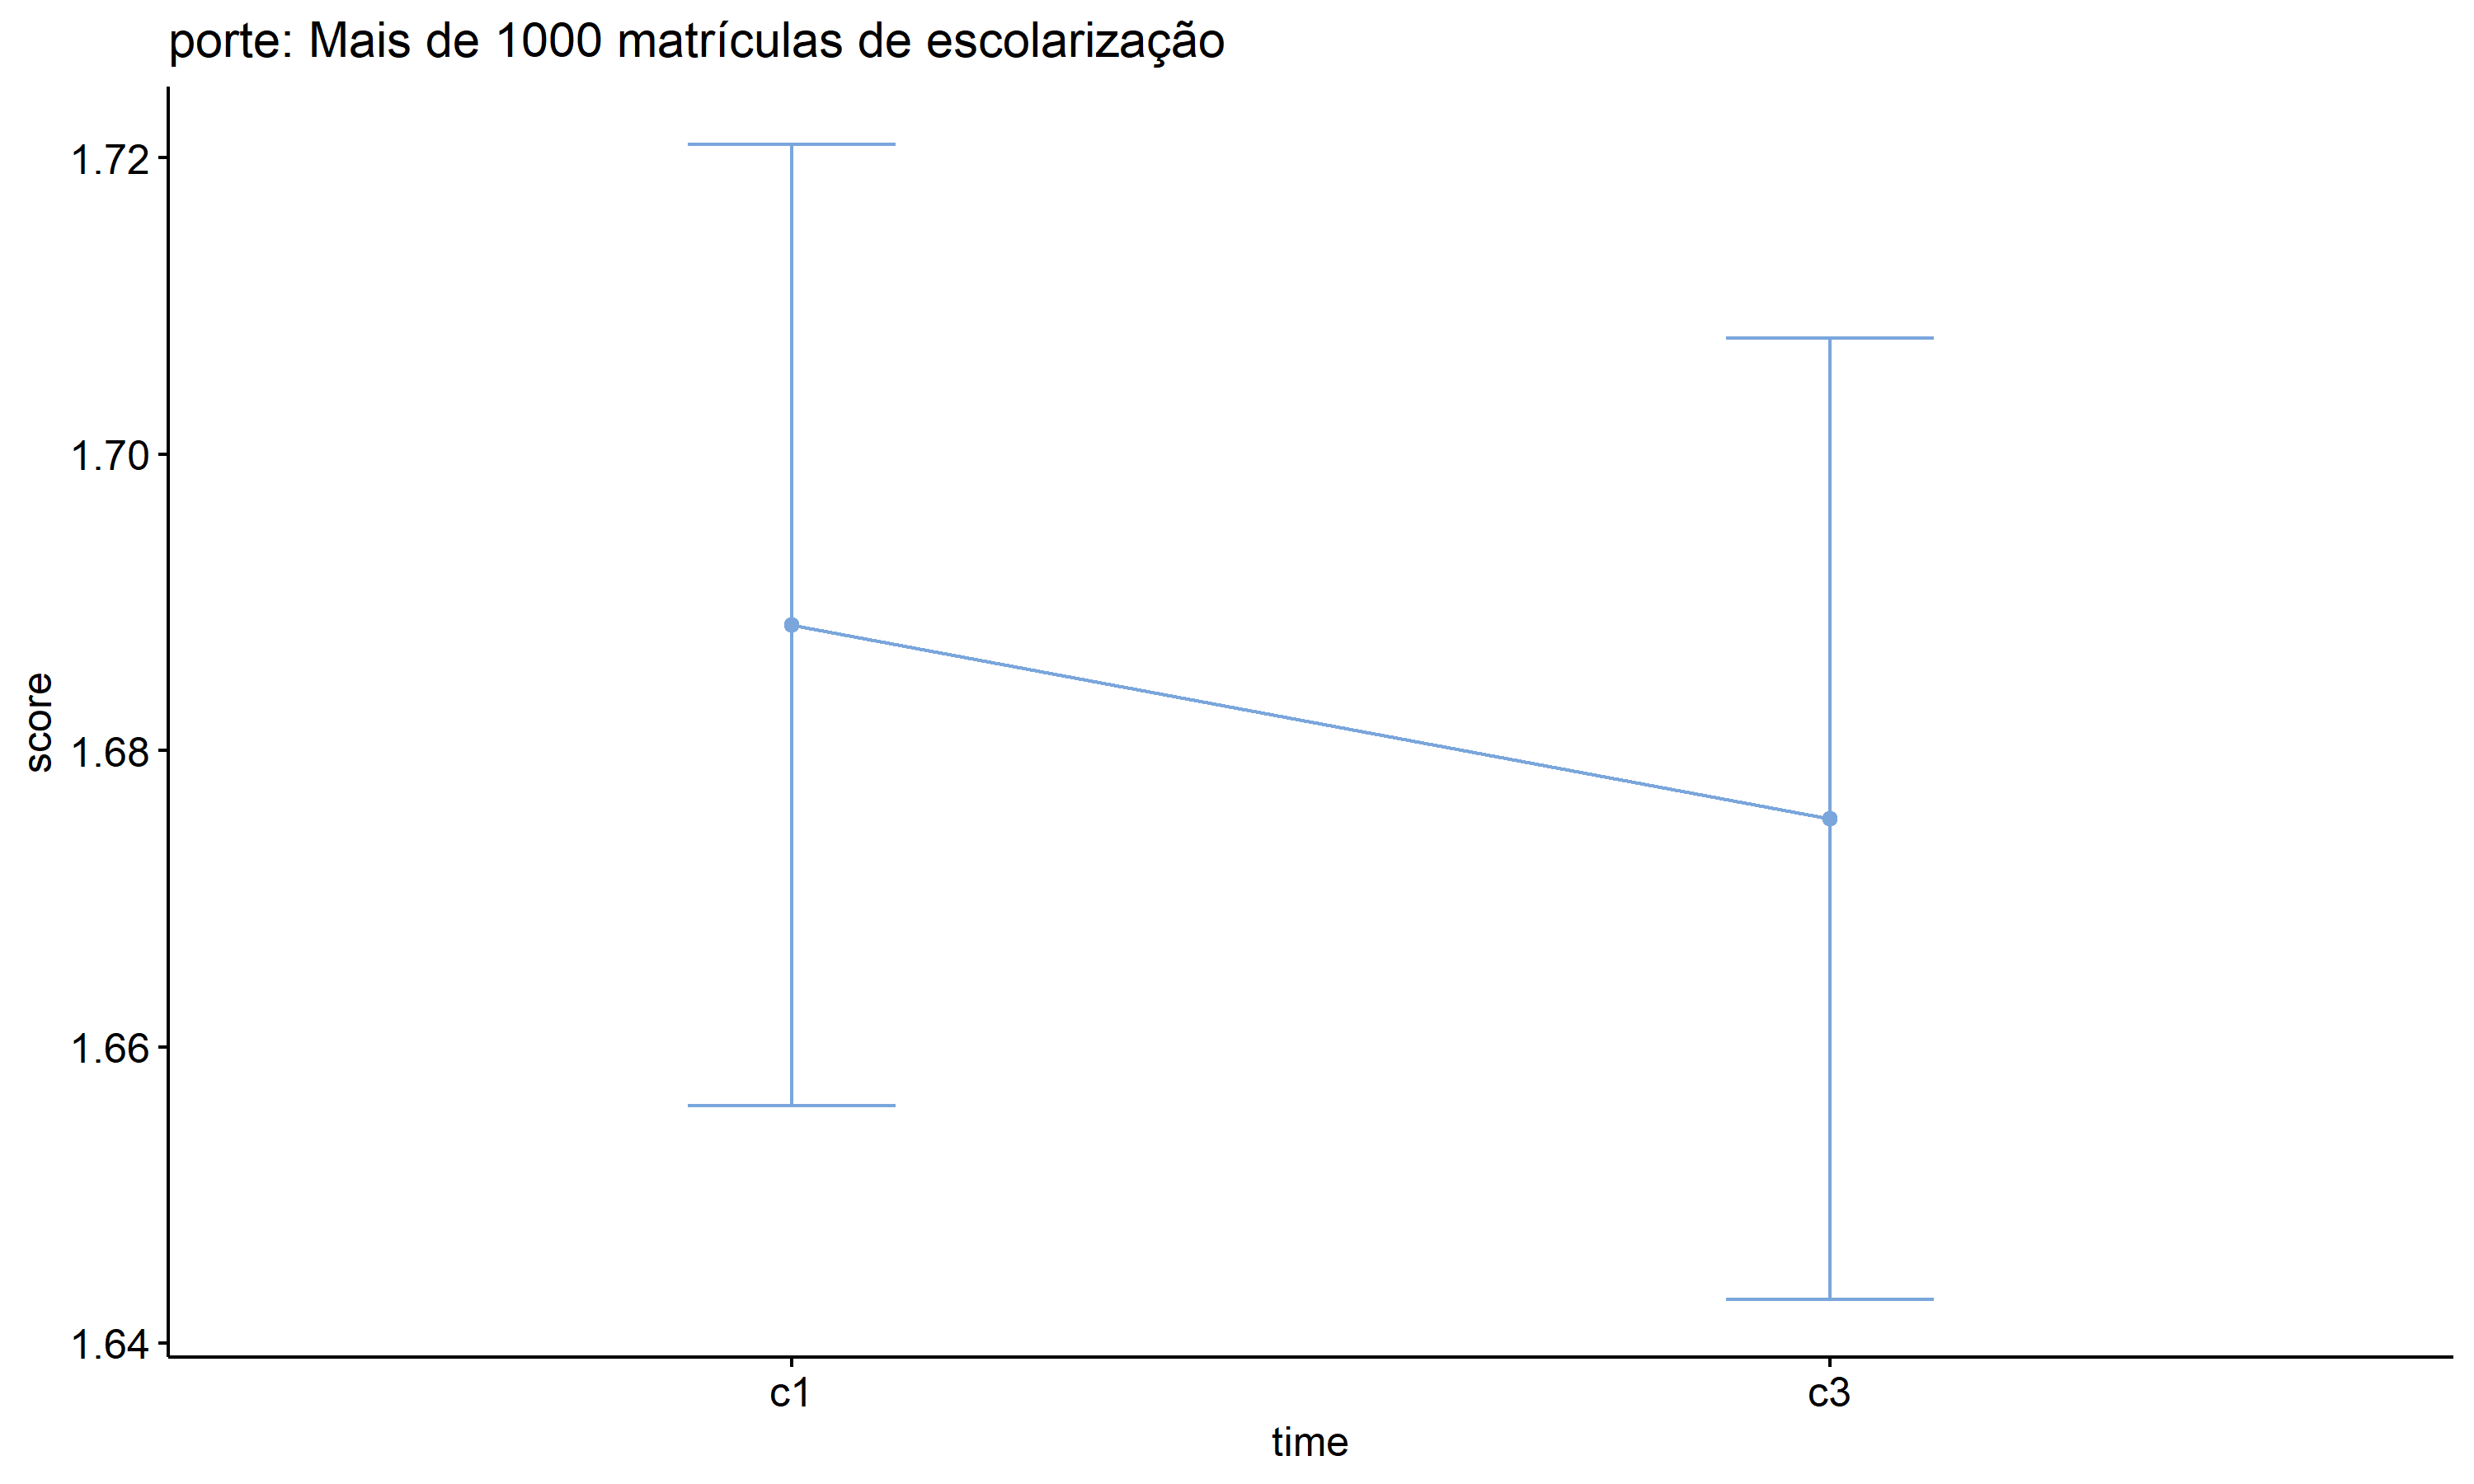 porte: Mais de 1000 matrículas de escolarização
score
1.72
1.70
1.68
1.66
1.64
c1
c3
time